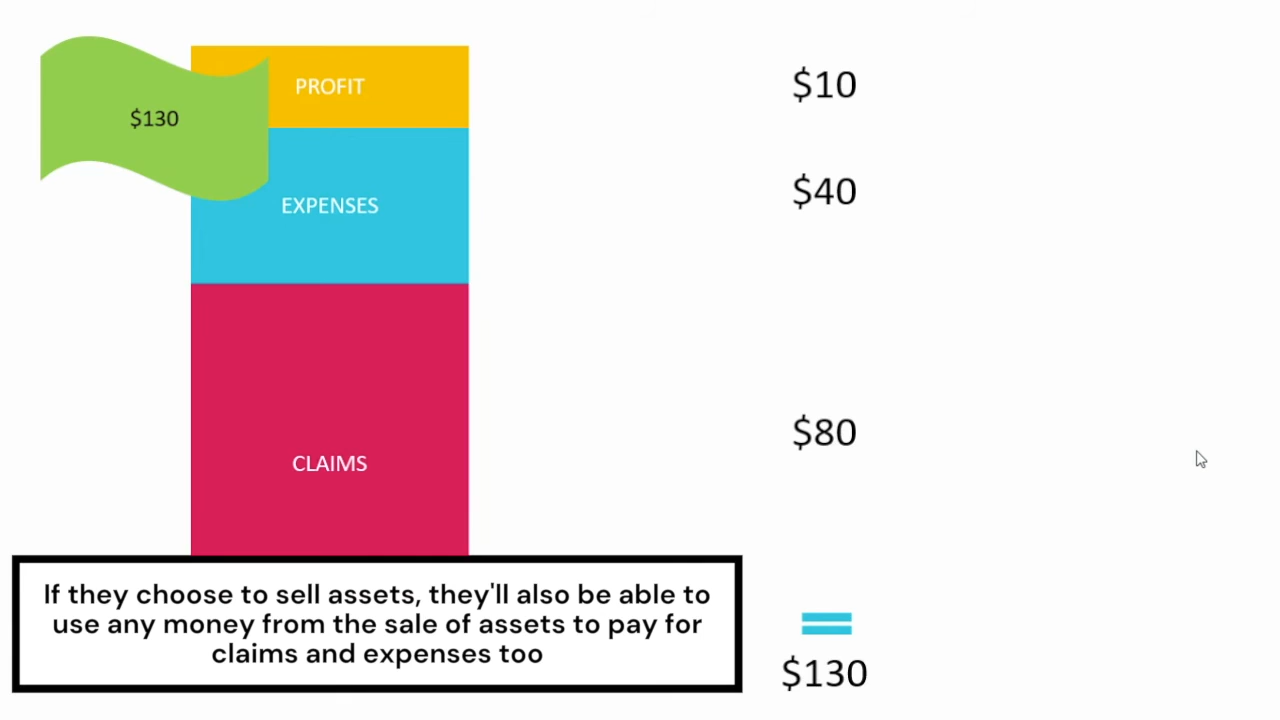 PROFIT
$10
$130
$40
EXPENSES
$80
CLAIMS
If they choose to sell assets, they'll also be able to
use any money from the sale of assets to pay for
claims and expenses too
=
$130